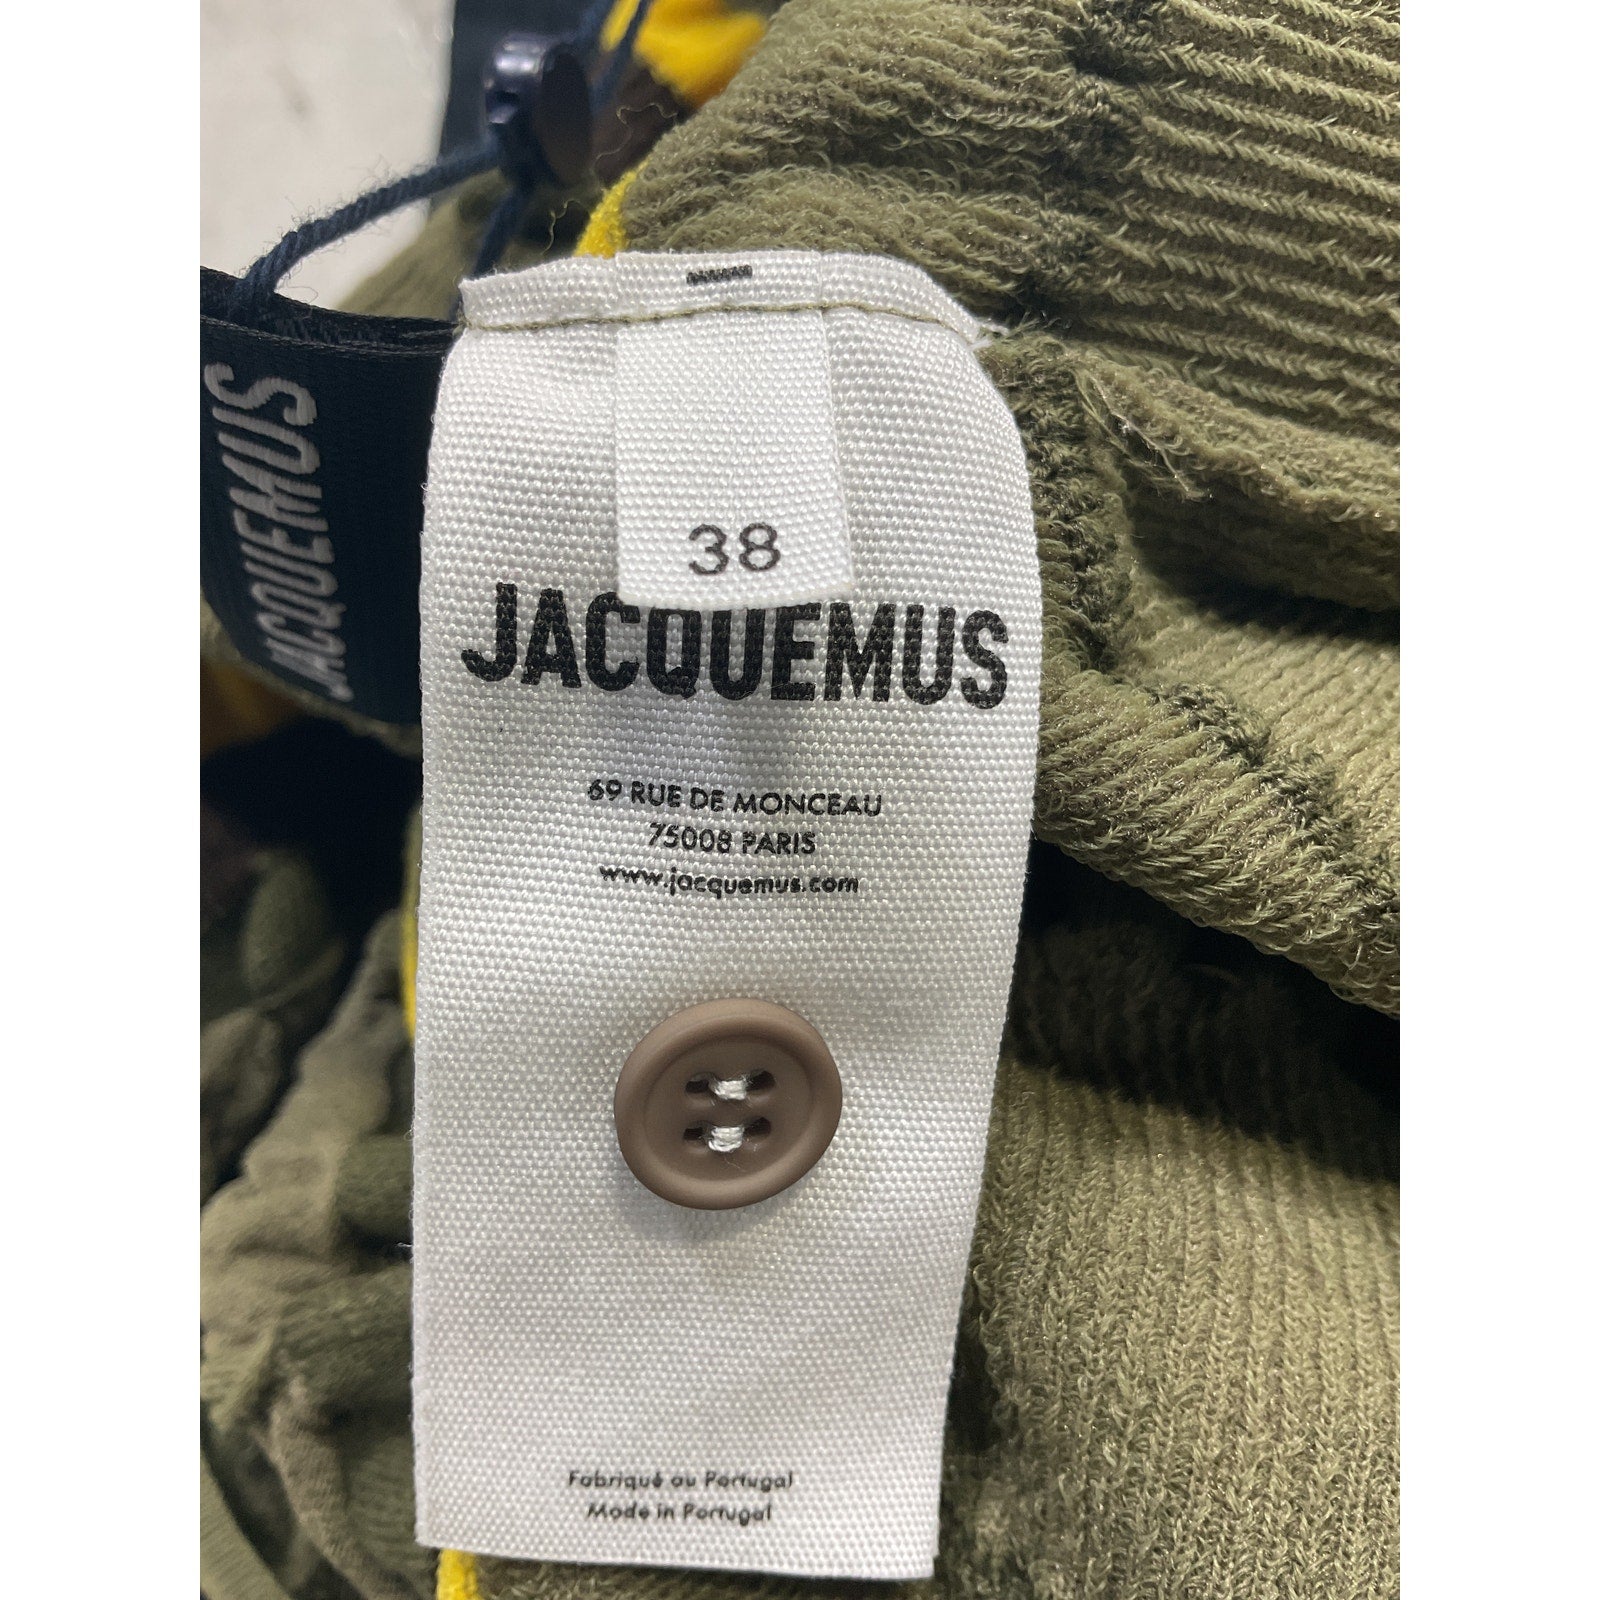 JACQUEMUS
38
JACQUEMUS
69 RUE DE MONCEAU
75008 PARIS
www.jacquemus.com
Fabriqué au Portugal
Made in Portugal